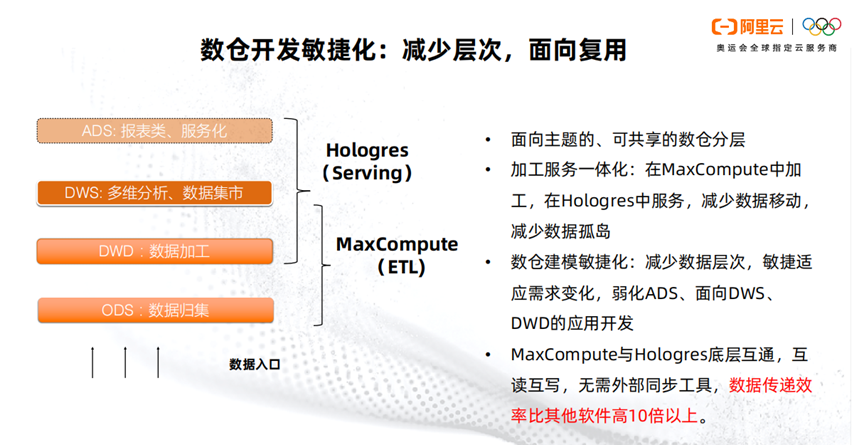 阿里云
奥运会全球指定云服务商
数仓开发敏捷化：减少层次，面向复用
ADS: 报表类、服务化
DWS: 多维分析、数据集市
DWD：数据加工
ODS：数据归集
数据入口
Hologres
（Serving）
MaxCompute
（ETL）
• 面向主题的、可共享的数仓分层
• 加工服务一体化：在MaxCompute中加
工，在Hologres中服务，减少数据移动，
减少数据孤岛
• 数仓建模敏捷化：减少数据层次，敏捷适
应需求变化，弱化ADS、面向DWS、
DWD的应用开发
• MaxCompute与Hologres底层互通，互
读互写，无需外部同步工具，数据传递效
率比其他软件高10倍以上。